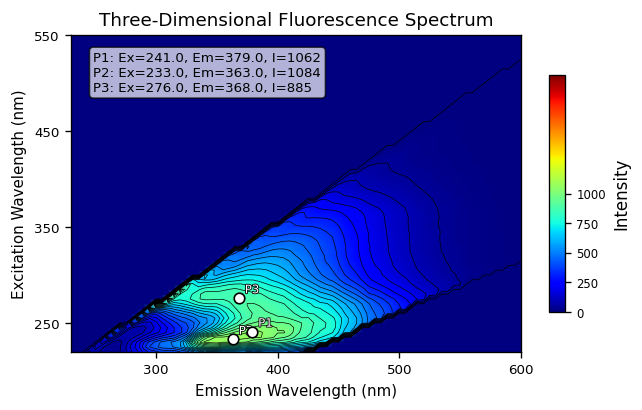 Three-Dimensional Fluorescence Spectrum
P1: Ex=241.0, Em=379.0, I=1062
P2: Ex=233.0, Em=363.0, I=1084
P3: Ex=276.0, Em=368.0, I=885
550
450
350
250
Excitation Wavelength (nm)
P3
P1
300
400
500
600
Emission Wavelength (nm)
1000
750
500
250
0
Intensity